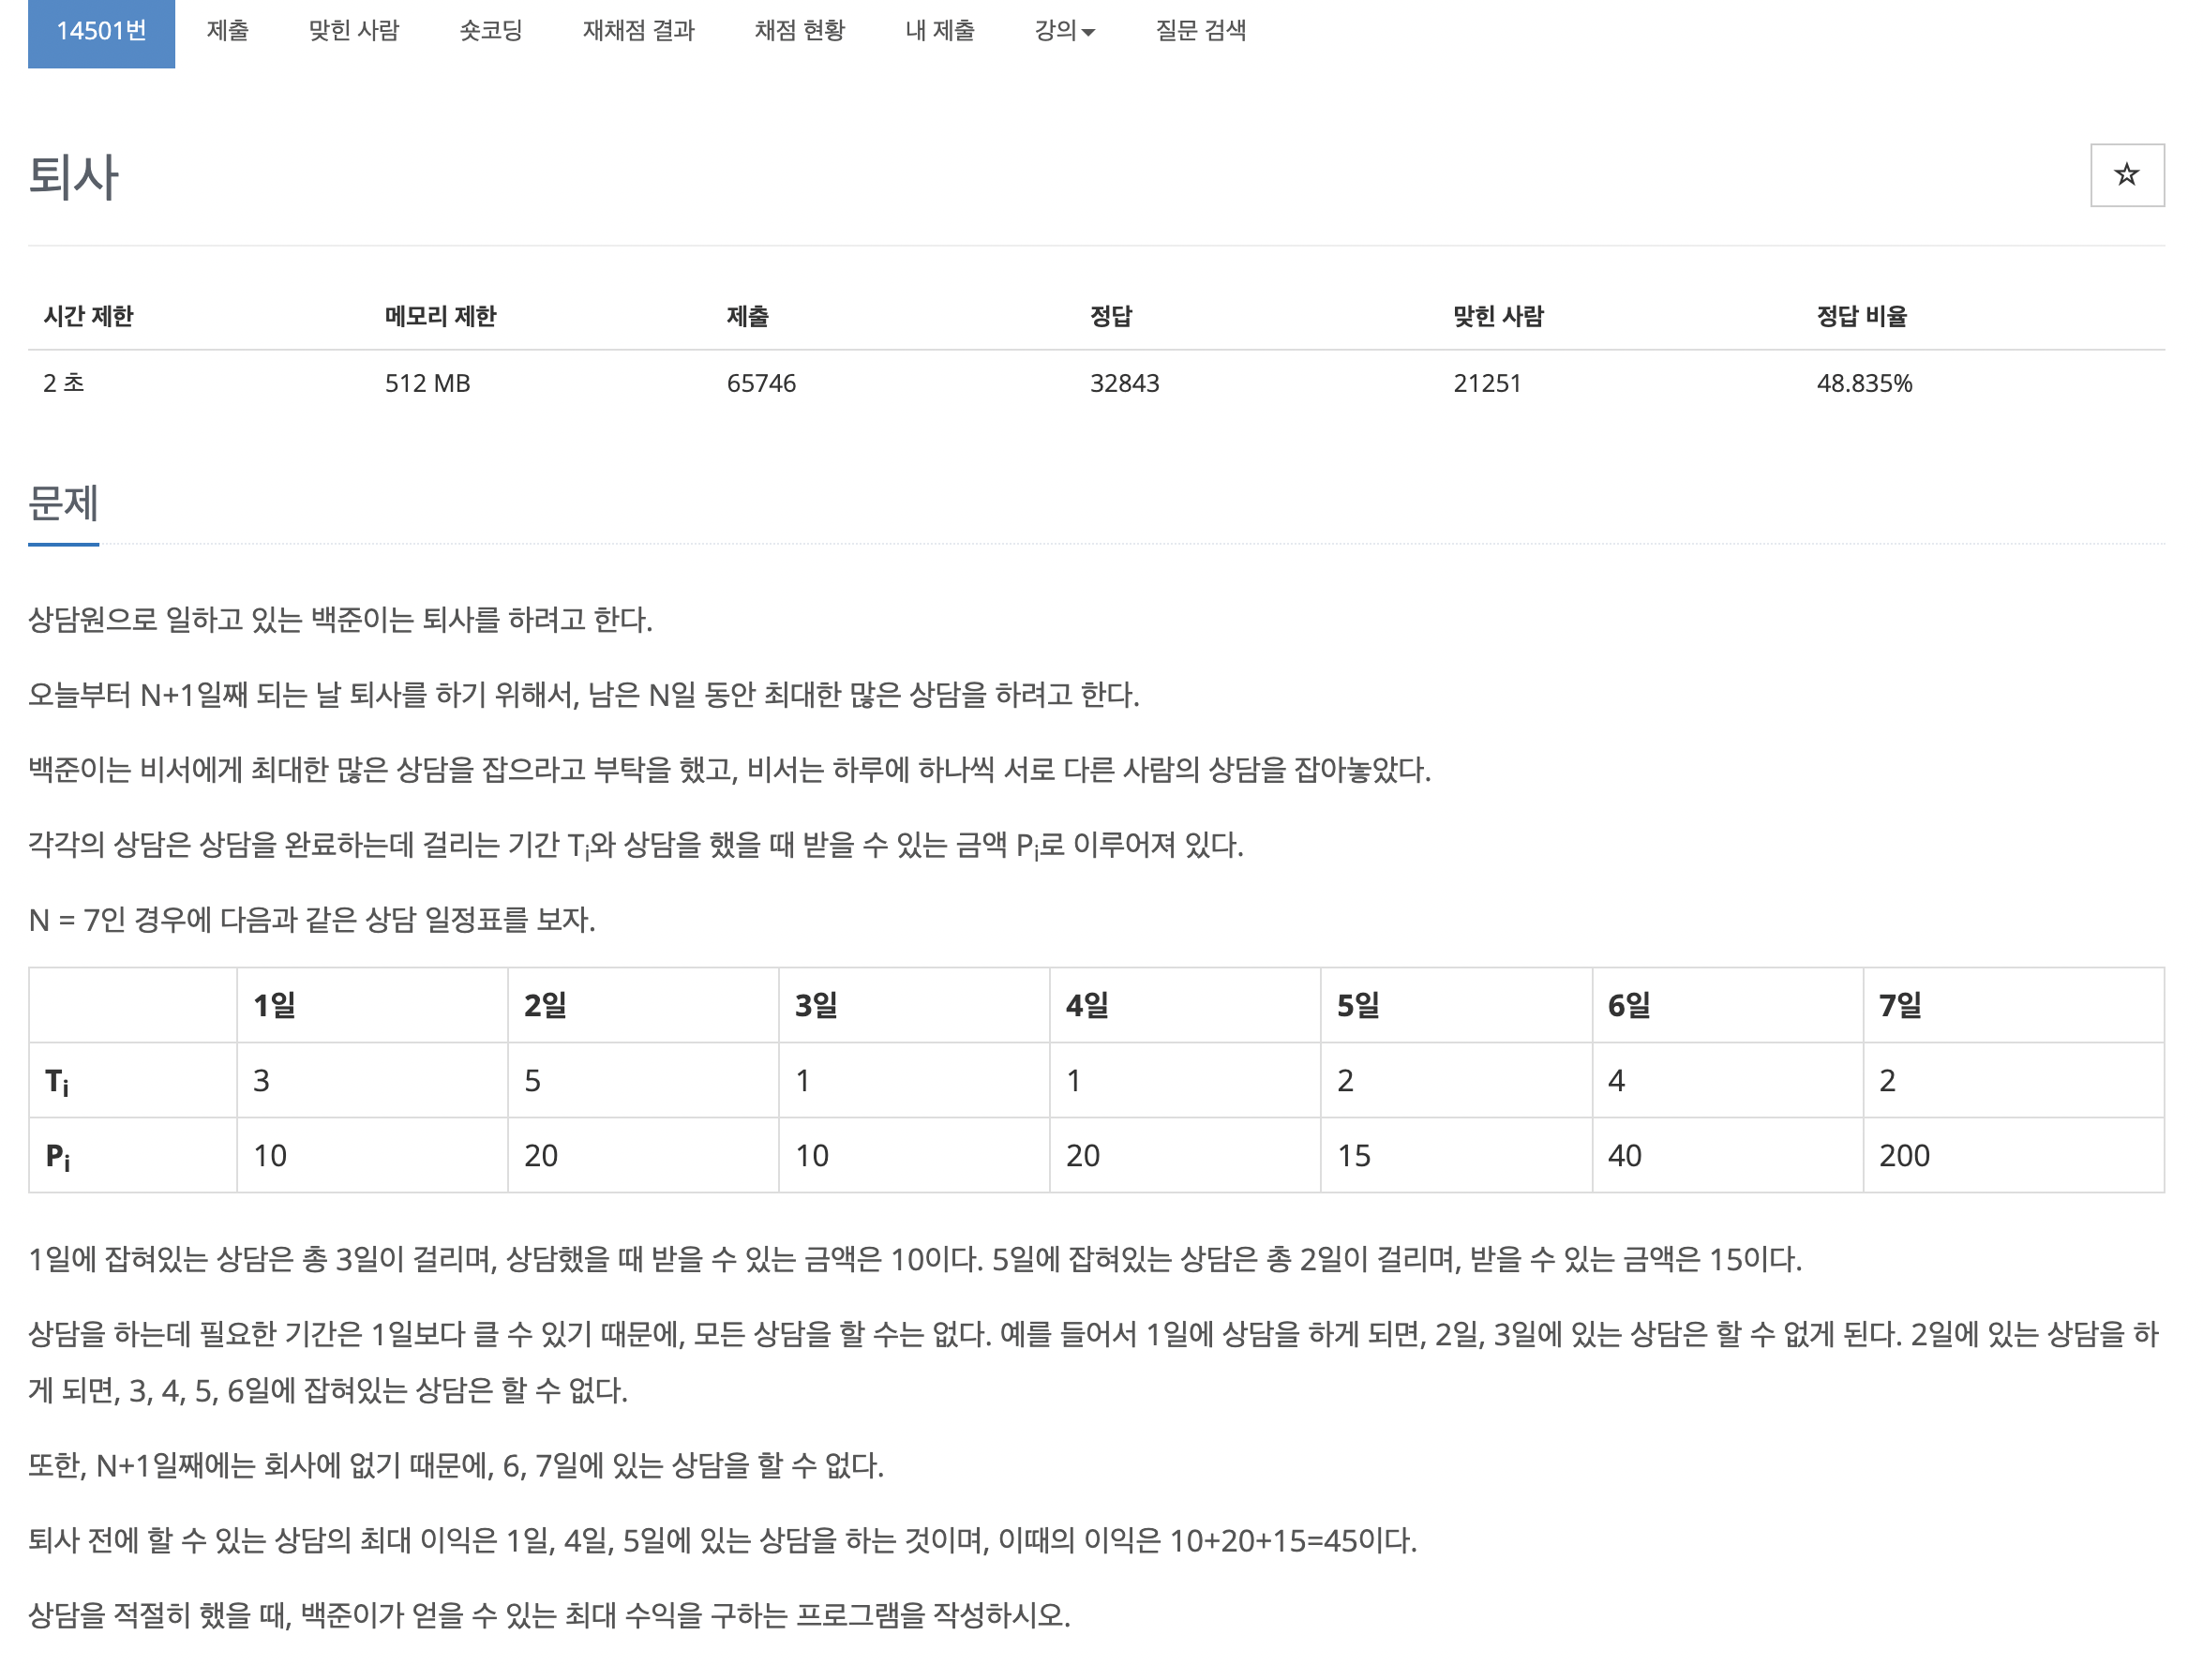 14501번 제출 맞힌 사람 숏코딩 재채점 결과 채점 현황 내 제출 강의 질문 검색
퇴사
시간 제한 메모리 제한 제출 정답 맞힌 사람 정답 비율
2 초 512 MB 65746 32843 21251 48.835%
문제
상담원으로 일하고 있는 백준이는 퇴사를 하려고 한다.
오늘부터 N+1일째 되는 날 퇴사를 하기 위해서, 남은 N일 동안 최대한 많은 상담을 하려고 한다.
백준이는 비서에게 최대한 많은 상담을 잡으라고 부탁을 했고, 비서는 하루에 하나씩 서로 다른 사람의 상담을 잡아놓았다.
각각의 상담은 상담을 완료하는데 걸리는 기간 Ti와 상담을 했을 때 받을 수 있는 금액 Pi로 이루어져 있다.
N = 7인 경우에 다음과 같은 상담 일정표를 보자.
1일 2일 3일 4일 5일 6일 7일
Ti 3 5 1 1 2 4 2
Pi 10 20 10 20 15 40 200
1일에 잡혀있는 상담은 총 3일이 걸리며, 상담했을 때 받을 수 있는 금액은 10이다. 5일에 잡혀있는 상담은 총 2일이 걸리며, 받을 수 있는 금액은 15이다.
상담을 하는데 필요한 기간은 1일보다 클 수 있기 때문에, 모든 상담을 할 수는 없다. 예를 들어서 1일에 상담을 하게 되면, 2일, 3일에 있는 상담은 할 수 없게 된다. 2일에 있는 상담을 하
게 되면, 3, 4, 5, 6일에 잡혀있는 상담은 할 수 없다.
또한, N+1일째에는 회사에 없기 때문에, 6, 7일에 있는 상담을 할 수 없다.
퇴사 전에 할 수 있는 상담의 최대 이익은 1일, 4일, 5일에 있는 상담을 하는 것이며, 이때의 이익은 10+20+15=45이다.
상담을 적절히 했을 때, 백준이가 얻을 수 있는 최대 수익을 구하는 프로그램을 작성하시오.